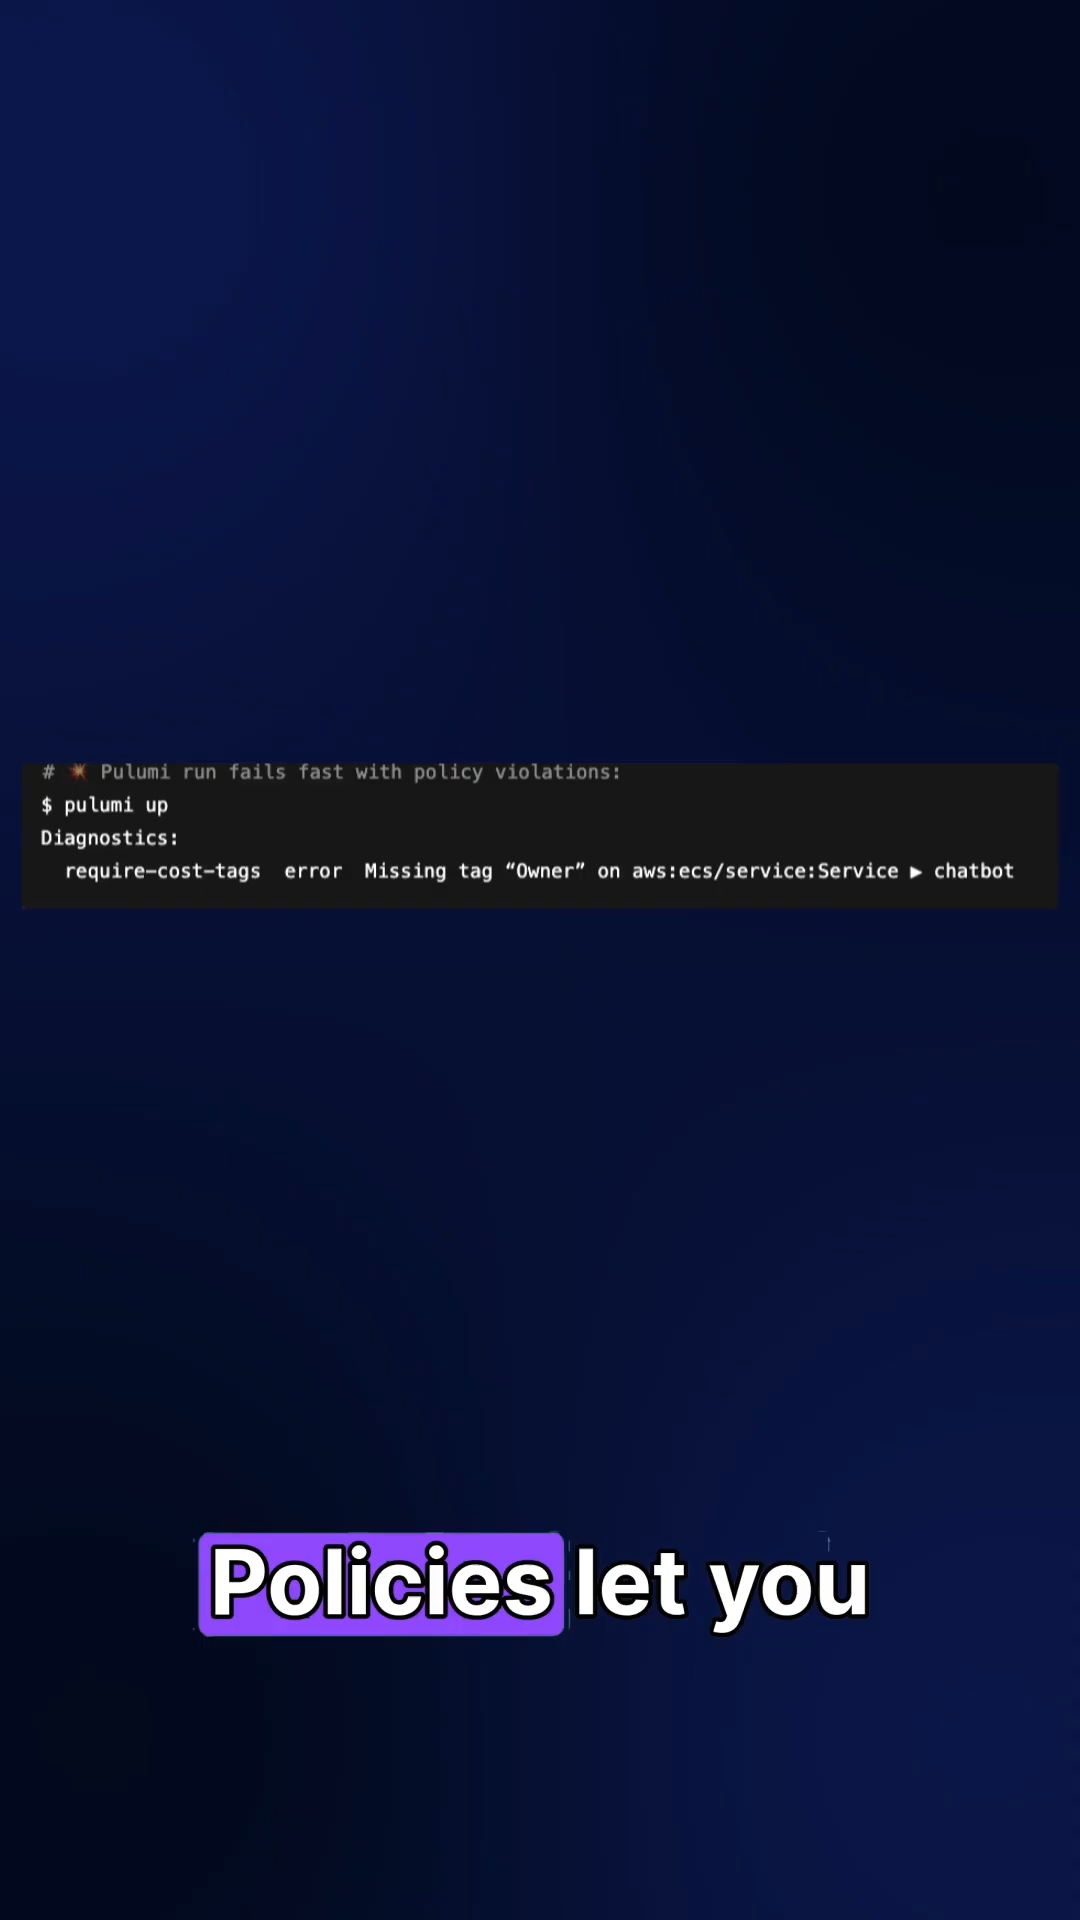 # 💥 Pulumi run fails fast with policy violations:
$ pulumi up
Diagnostics:
require-cost-tags  error  Missing tag “Owner” on aws:ecs/service:Service ▶ chatbot
Policies let you